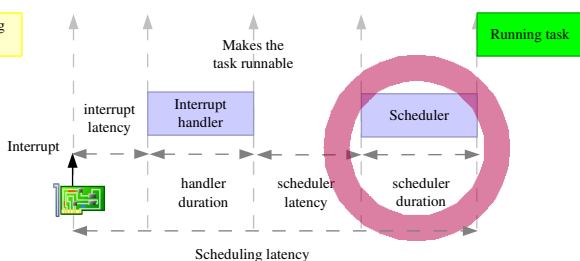 g
Running task
Makes the
task runnable
interrupt
latency
Interrupt
handler
Scheduler
Interrupt
handler
duration
scheduler
latency
scheduler
duration
Scheduling latency